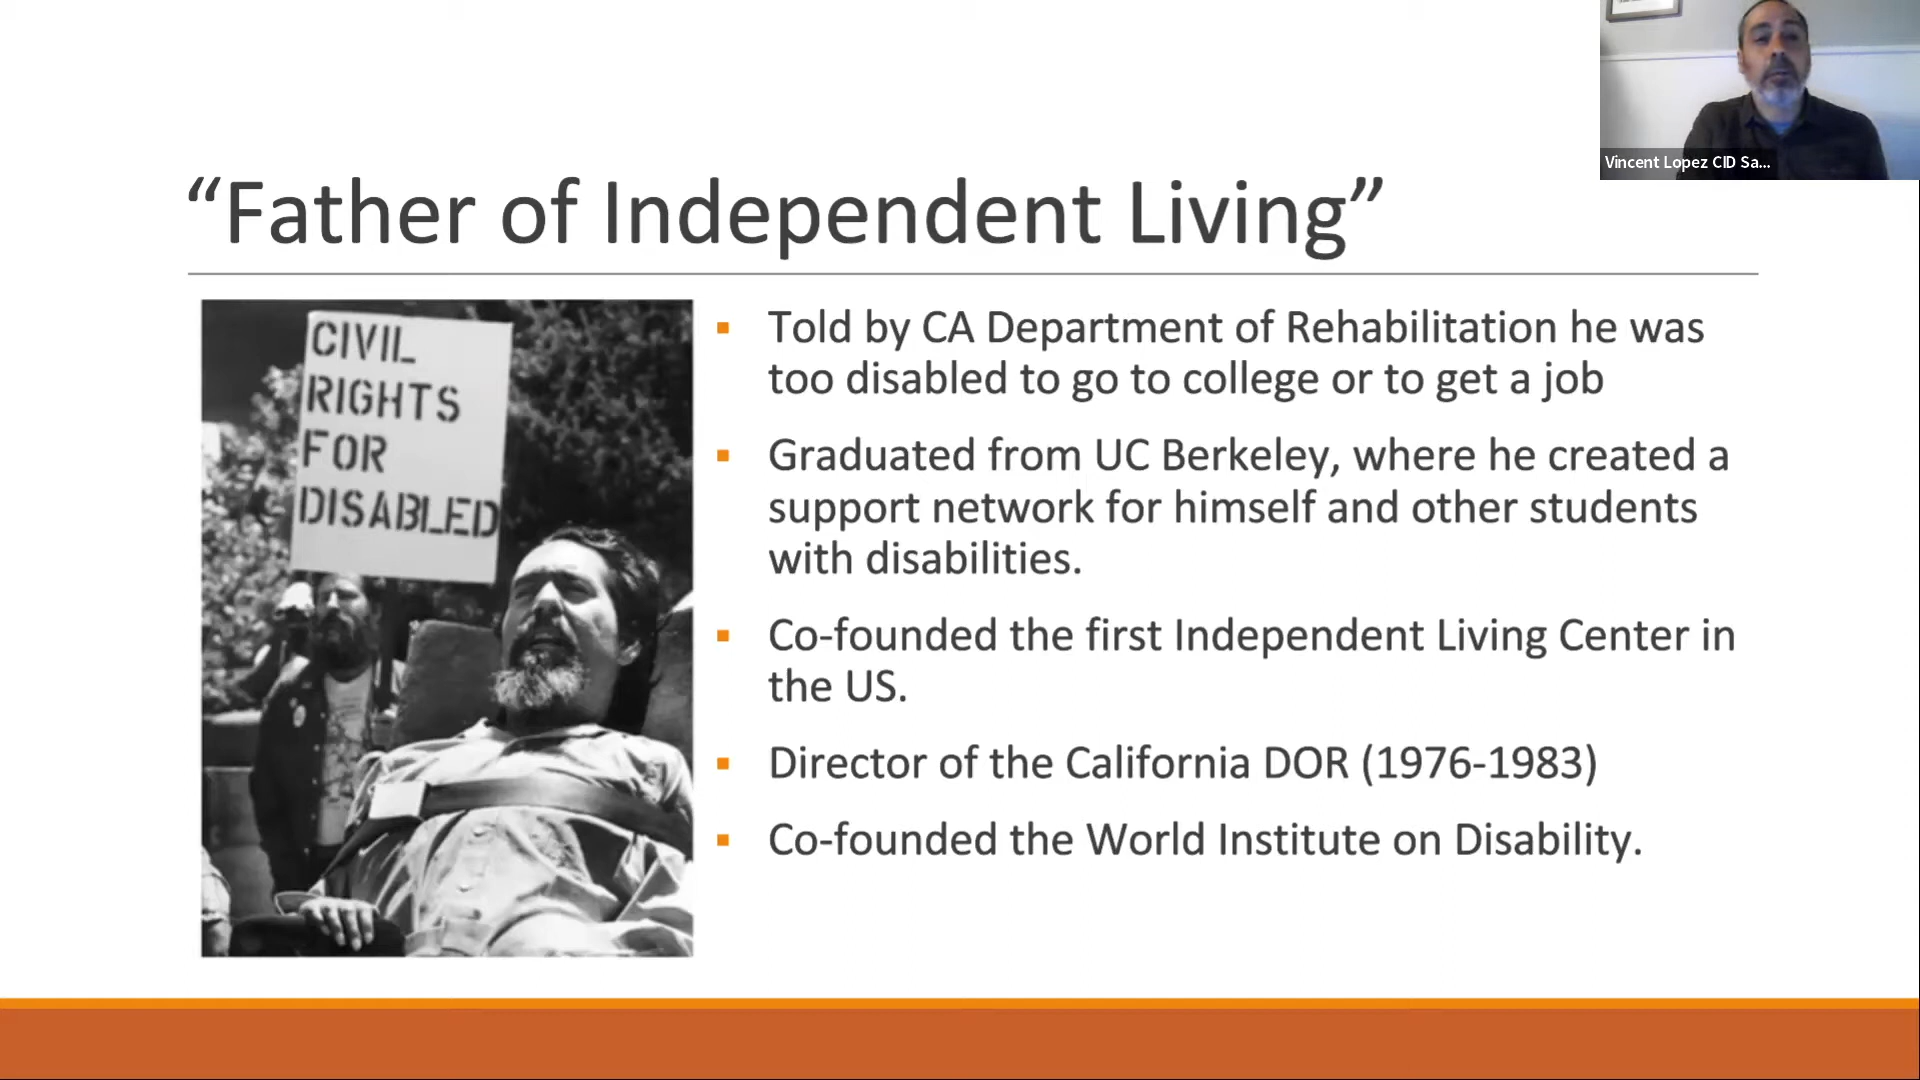 Vincent Lopez CID Sa...
“Father of Independent Living”
CIVIL
RIGHTS
FOR
DISABLED
▪ Told by CA Department of Rehabilitation he was
too disabled to go to college or to get a job
▪ Graduated from UC Berkeley, where he created a
support network for himself and other students
with disabilities.
▪ Co-founded the first Independent Living Center in
the US.
▪ Director of the California DOR (1976-1983)
▪ Co-founded the World Institute on Disability.